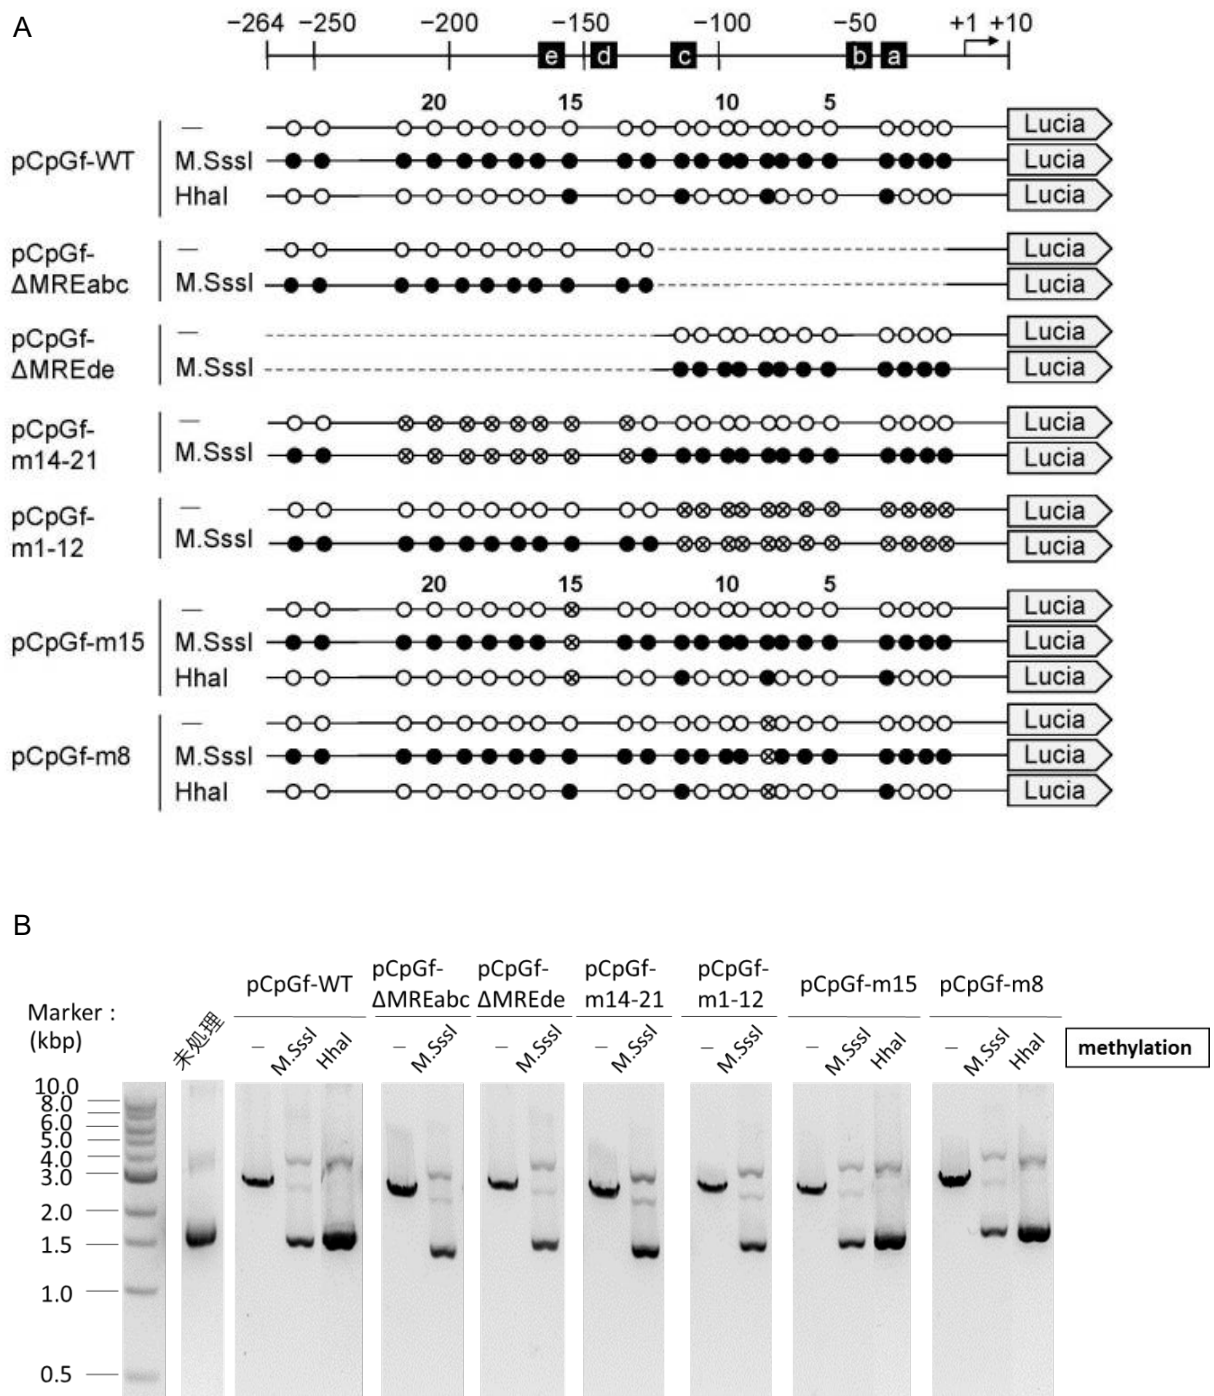 A
−264 −250 −200 −150 −100 −50 +1 +10
e d c b a
20 15 10 5
— Lucia
pCpGf-WT M.SssI Lucia
HhaI Lucia
pCpGf-
ΔMREabc
— Lucia
M.SssI Lucia
pCpGf-
ΔMREde
— Lucia
M.SssI Lucia
pCpGf-
m14-21
— Lucia
M.SssI Lucia
pCpGf-
m1-12
— Lucia
M.SssI Lucia
20 15 10 5
— Lucia
pCpGf-m15 M.SssI Lucia
HhaI Lucia
— Lucia
pCpGf-m8 M.SssI Lucia
HhaI Lucia
B
Marker :
(kbp)
未処理
pCpGf-WT
– M.SssI HhaI
pCpGf-
ΔMREabc
– M.SssI
pCpGf-
ΔMREde
– M.SssI
pCpGf-
m14-21
– M.SssI
pCpGf-
m1-12
– M.SssI
pCpGf-m15
– M.SssI HhaI
pCpGf-m8
– M.SssI HhaI
methylation
10.0
8.0
6.0
5.0
4.0
3.0
2.0
1.5
1.0
0.5